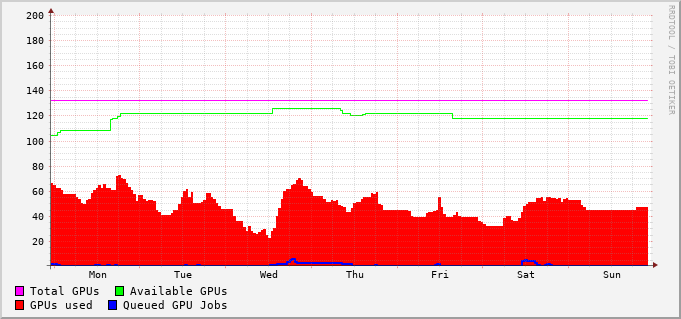 200
180
160
140
120
100
80
60
40
20
Mon Tue Wed Thu Fri Sat Sun
Total GPUs Available GPUs
GPUs used Queued GPU Jobs
RRDTOOL / TOBI OETIKER